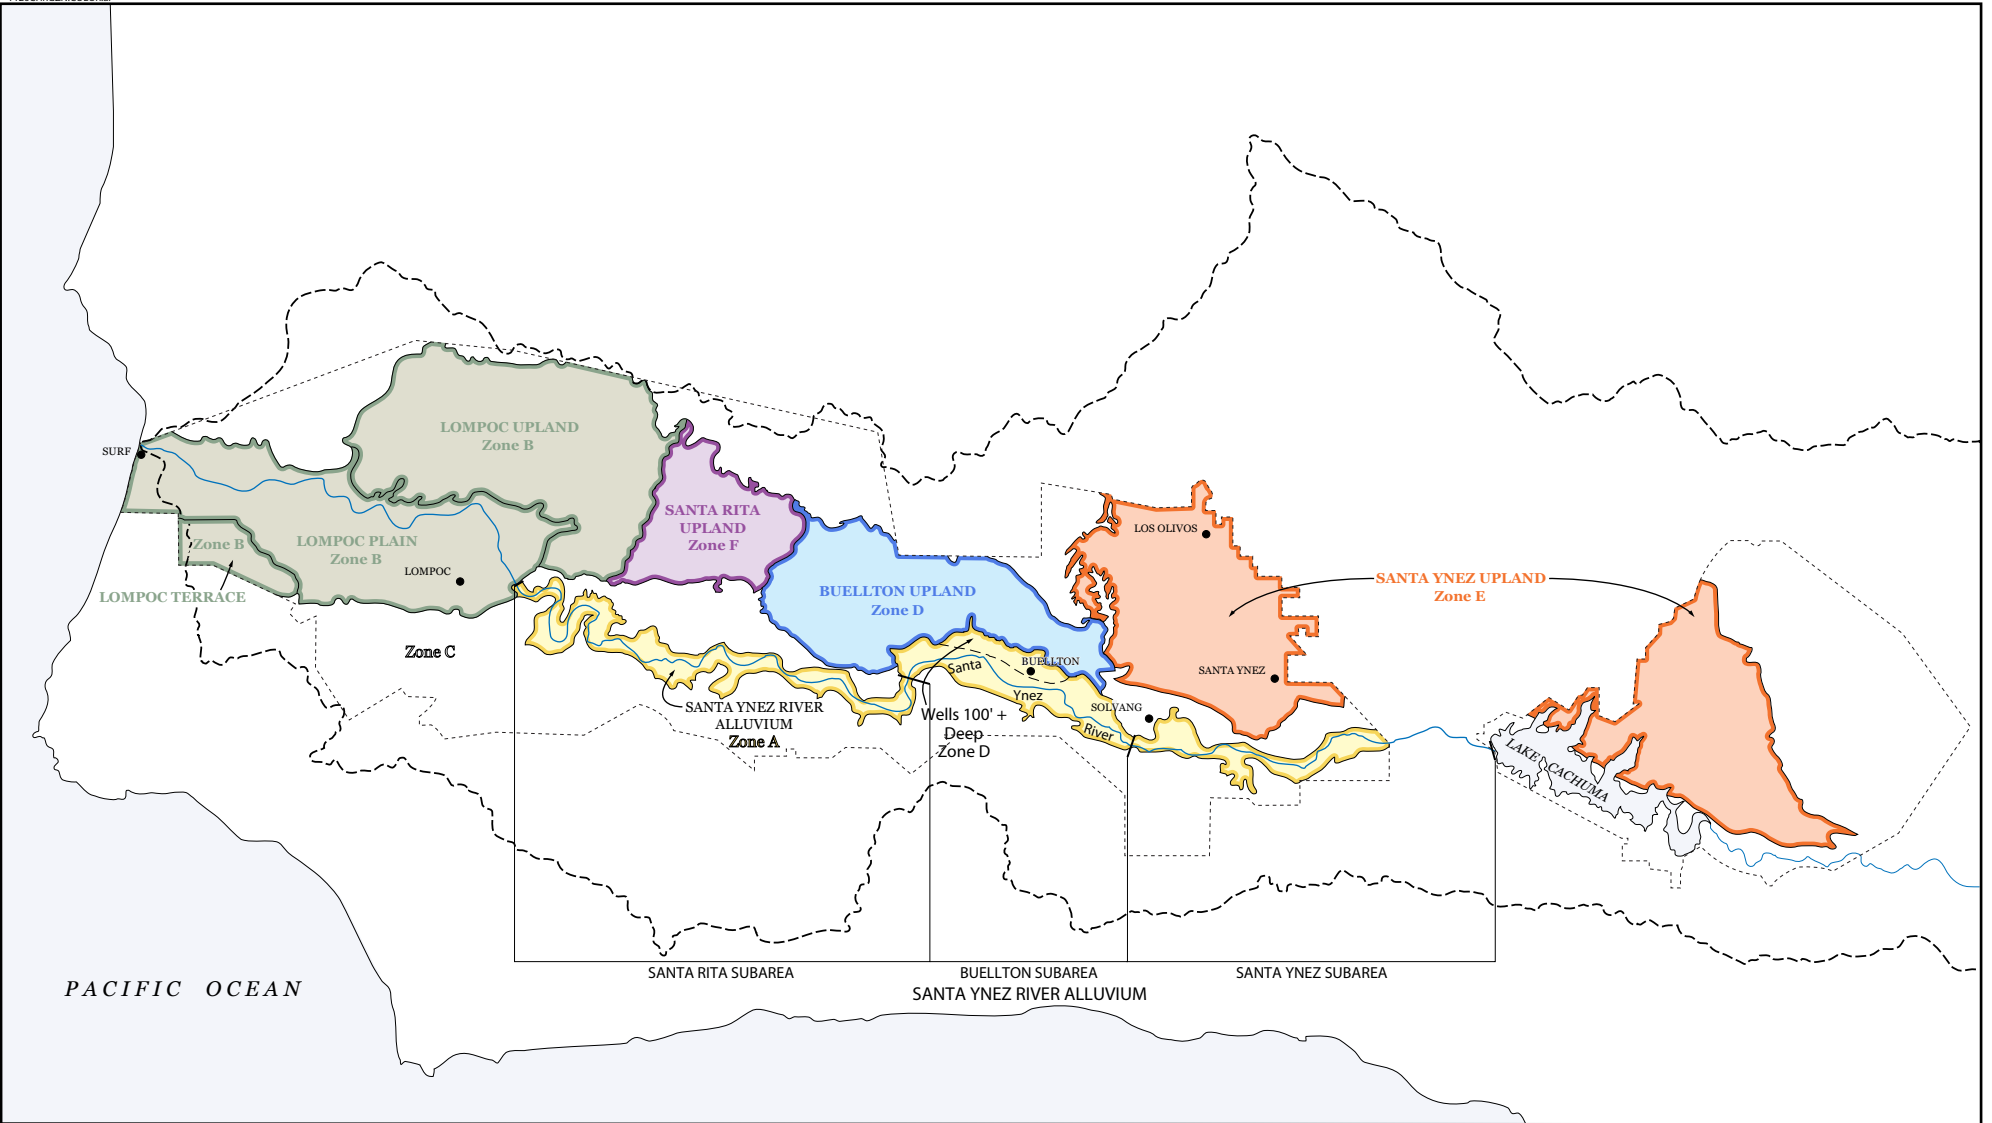 LOMPOC UPLAND
Zone B
SURF
SANTA RITA
UPLAND
Zone F
LOS OLIVOS
Zone B
LOMPOC PLAIN
Zone B
LOMPOC
LOMPOC TERRACE
BUELLTON UPLAND
Zone D
SANTA YNEZ UPLAND
Zone E
Zone C
BUELLTON
SANTA YNEZ
Santa
Ynez
River
SOLVANG
SANTA YNEZ RIVER
ALLUVIUM
Zone A
Wells 100' +
Deep
Zone D
LAKE CACHUMA
SANTA RITA SUBAREA
BUELLTON SUBAREA
SANTA YNEZ SUBAREA
SANTA YNEZ RIVER ALLUVIUM
PACIFIC OCEAN